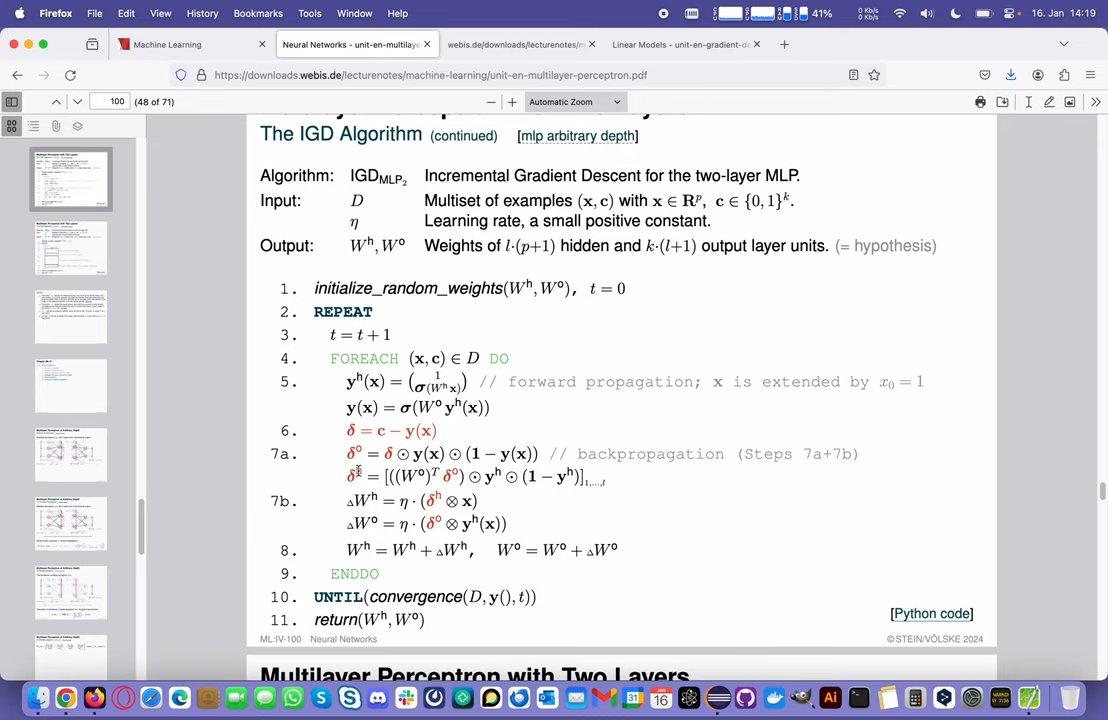 Firefox File Edit View History Bookmarks Tools Window Help 41% 0 Kb/s 0 Kb/s 16. Jan 14:19
Machine Learning Neural Networks - unit-en-multilaye webis.de/downloads/lecturenotes/m Linear Models - unit-en-gradient-de
https://downloads.webis.de/lecturenotes/machine-learning/unit-en-multilayer-perceptron.pdf
100 (48 of 71) Automatic Zoom
The IGD Algorithm (continued) [mlp arbitrary depth]
Algorithm: IGD_MLP₂ Incremental Gradient Descent for the two-layer MLP.
Input: D Multiset of examples (x, c) with x ∈ R^p, c ∈ {0, 1}^k.
η Learning rate, a small positive constant.
Output: W^h, W^o Weights of l·(p+1) hidden and k·(l+1) output layer units. (= hypothesis)
1. initialize_random_weights(W^h, W^o), t = 0
2. REPEAT
3. t = t + 1
4. FOREACH (x, c) ∈ D DO
5. y^h(x) = (1 σ(W^h x)) // forward propagation; x is extended by x₀ = 1
y(x) = σ(W^o y^h(x))
6. δ = c − y(x)
7a. δ^o = δ ⊙ y(x) ⊙ (1 − y(x)) // backpropagation (Steps 7a+7b)
δ^h = [((W^o)^T δ^o) ⊙ y^h ⊙ (1 − y^h)]_1,...,l
7b. △W^h = η · (δ^h ⊗ x)
△W^o = η · (δ^o ⊗ y^h(x))
8. W^h = W^h + △W^h, W^o = W^o + △W^o
9. ENDDO
10. UNTIL(convergence(D, y(), t))
11. return(W^h, W^o)
[Python code]
ML:IV-100 Neural Networks © STEIN/VÖLSKE 2024
Multilayer Perceptron with Two Layers